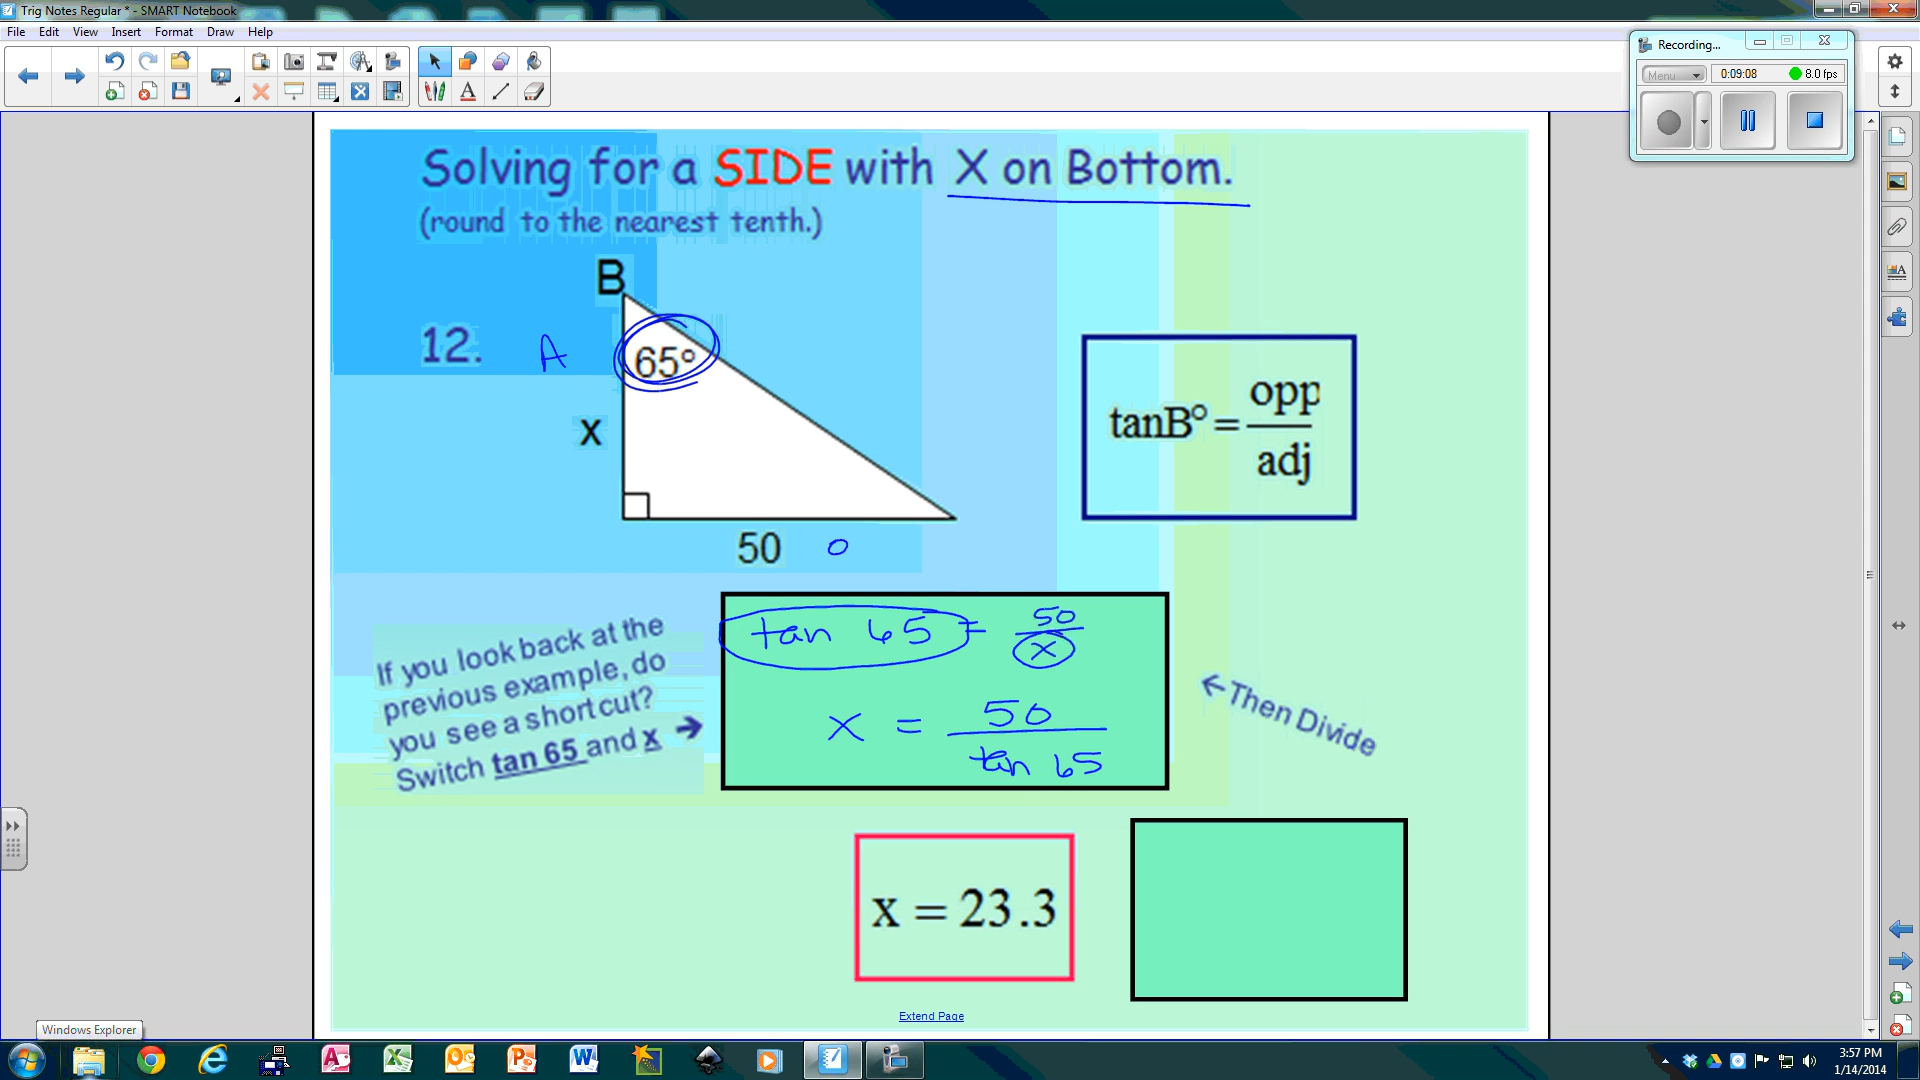 Trig Notes Regular * - SMART Notebook
File Edit View Insert Format Draw Help
Recording...
Menu
0:09:08
8.0 fps
Solving for a SIDE with X on Bottom.
(round to the nearest tenth.)
B
12.
A
65°
x
50
O
tanB° = opp
adj
If you look back at the
previous example, do
you see a short cut?
Switch tan 65 and x →
tan 65 = 50
x
x = 50
tan 65
←Then Divide
x = 23.3
Extend Page
Windows Explorer
3:57 PM
1/14/2014